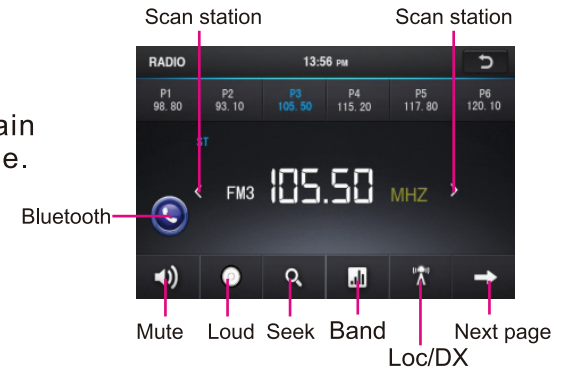 Scan station Scan station
RADIO 13:56 PM
P1 P2 P3 P4 P5 P6
98. 80 93. 10 105. 50 115. 20 117. 80 120. 10
ain
ST
e.
FM3 105.50 MHZ
Bluetooth
Mute Loud Seek Band Next page
Loc/DX